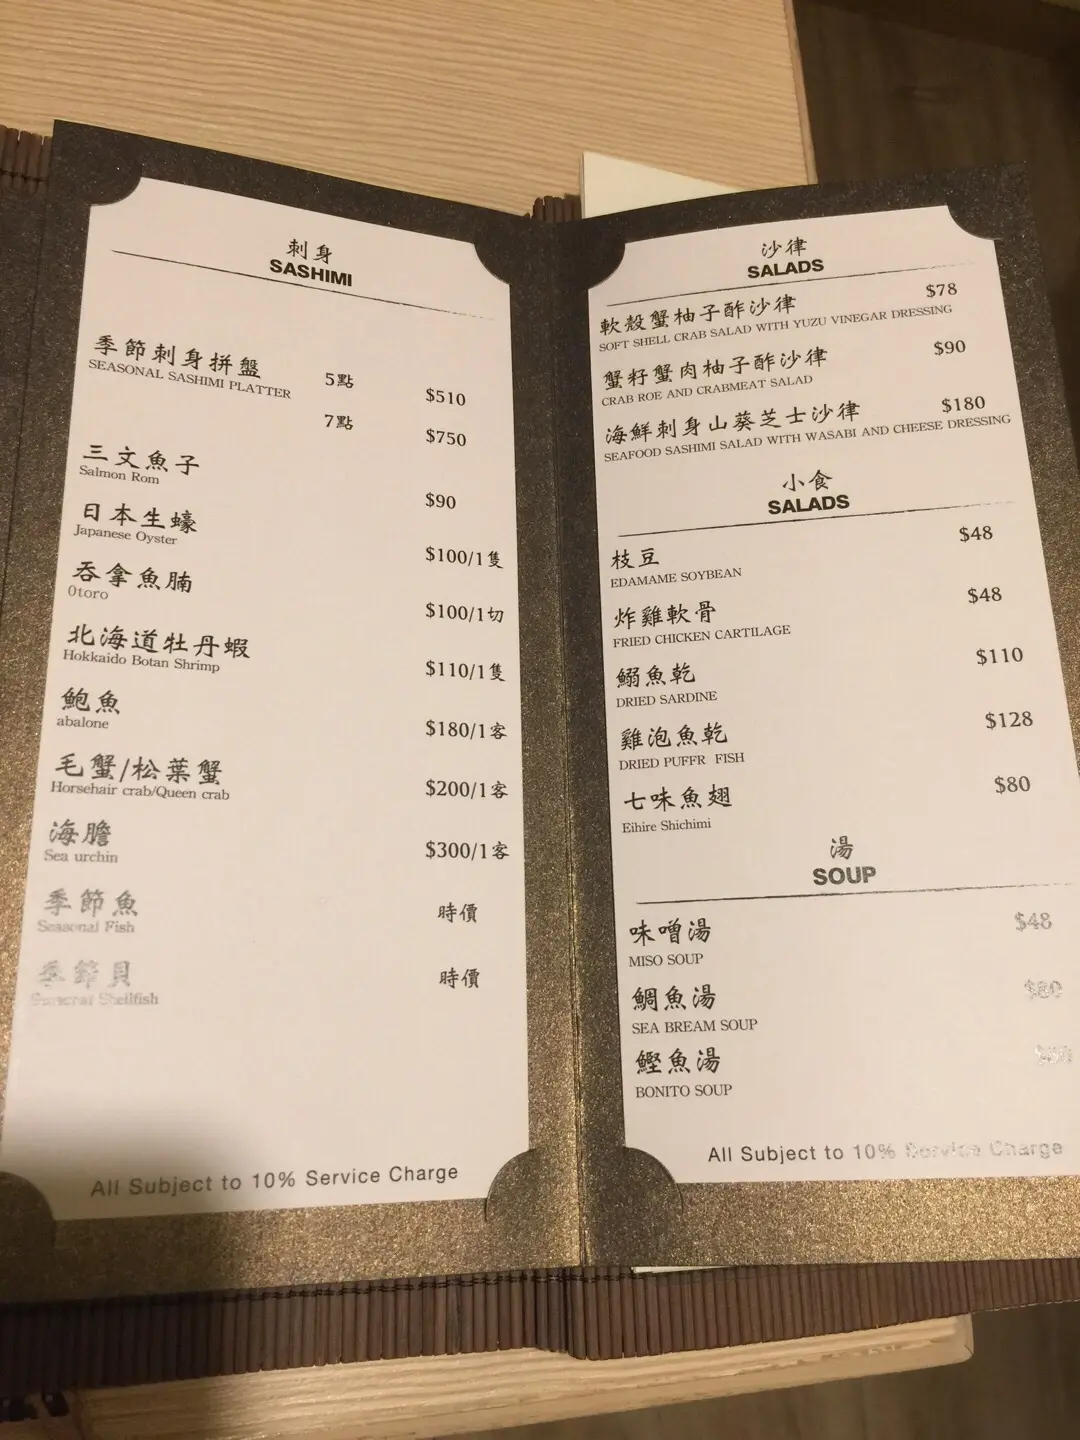 刺身
SASHIMI
季節刺身拼盤 5點 $510
SEASONAL SASHIMI PLATTER
7點 $750
三文魚子 $90
Salmon Rom
日本生蠔 $100/1隻
Japanese Oyster
吞拿魚腩 $100/1切
Otoro
北海道牡丹蝦 $110/1隻
Hokkaido Botan Shrimp
鮑魚 $180/1客
abalone
毛蟹/松葉蟹 $200/1客
Horsehair crab/Queen crab
海膽 $300/1客
Sea urchin
季節魚 時價
Seasonal Fish
季節貝 時價
Shellfish
All Subject to 10% Service Charge
沙律
SALADS
軟殼蟹柚子酢沙律 $78
SOFT SHELL CRAB SALAD WITH YUZU VINEGAR DRESSING
蟹籽蟹肉柚子酢沙律 $90
CRAB ROE AND CRABMEAT SALAD
海鮮刺身山葵芝士沙律 $180
SEAFOOD SASHIMI SALAD WITH WASABI AND CHEESE DRESSING
小食
SALADS
枝豆 $48
EDAMAME SOYBEAN
炸雞軟骨 $48
FRIED CHICKEN CARTILAGE
鰯魚乾 $110
DRIED SARDINE
雞泡魚乾 $128
DRIED PUFFR FISH
七味魚翅 $80
Eihire Shichimi
湯
SOUP
味噌湯 $48
MISO SOUP
鯛魚湯 $80
SEA BREAM SOUP
鰹魚湯
BONITO SOUP
All Subject to 10% Service Charge